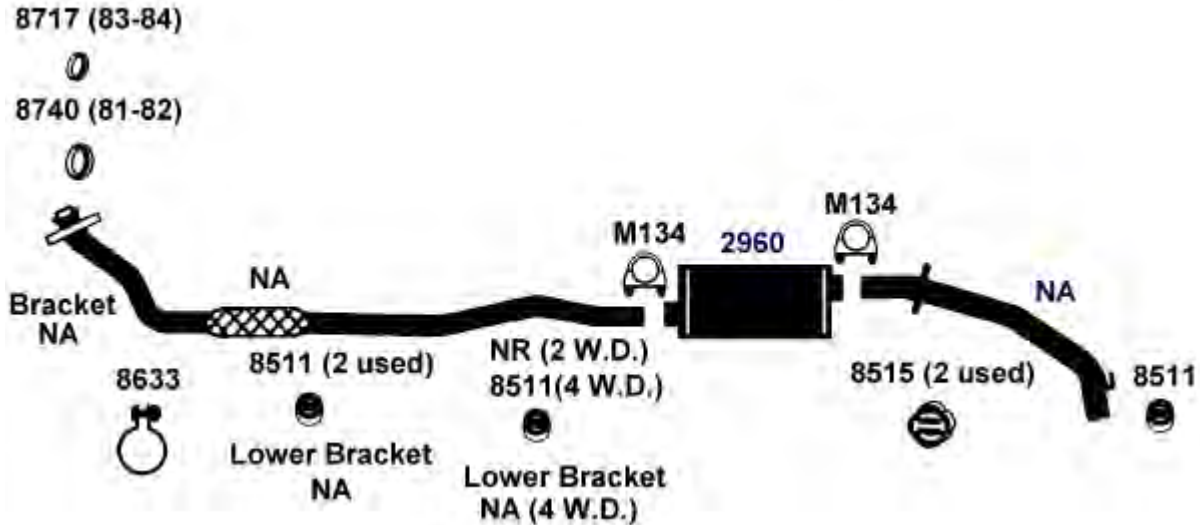 8717 (83-84)
8740 (81-82)
M134
M134
2960
NA
NA
Bracket
NA
8633
8511 (2 used)
NR (2 W.D.)
8511(4 W.D.)
8515 (2 used)
8511
Lower Bracket
NA
Lower Bracket
NA (4 W.D.)